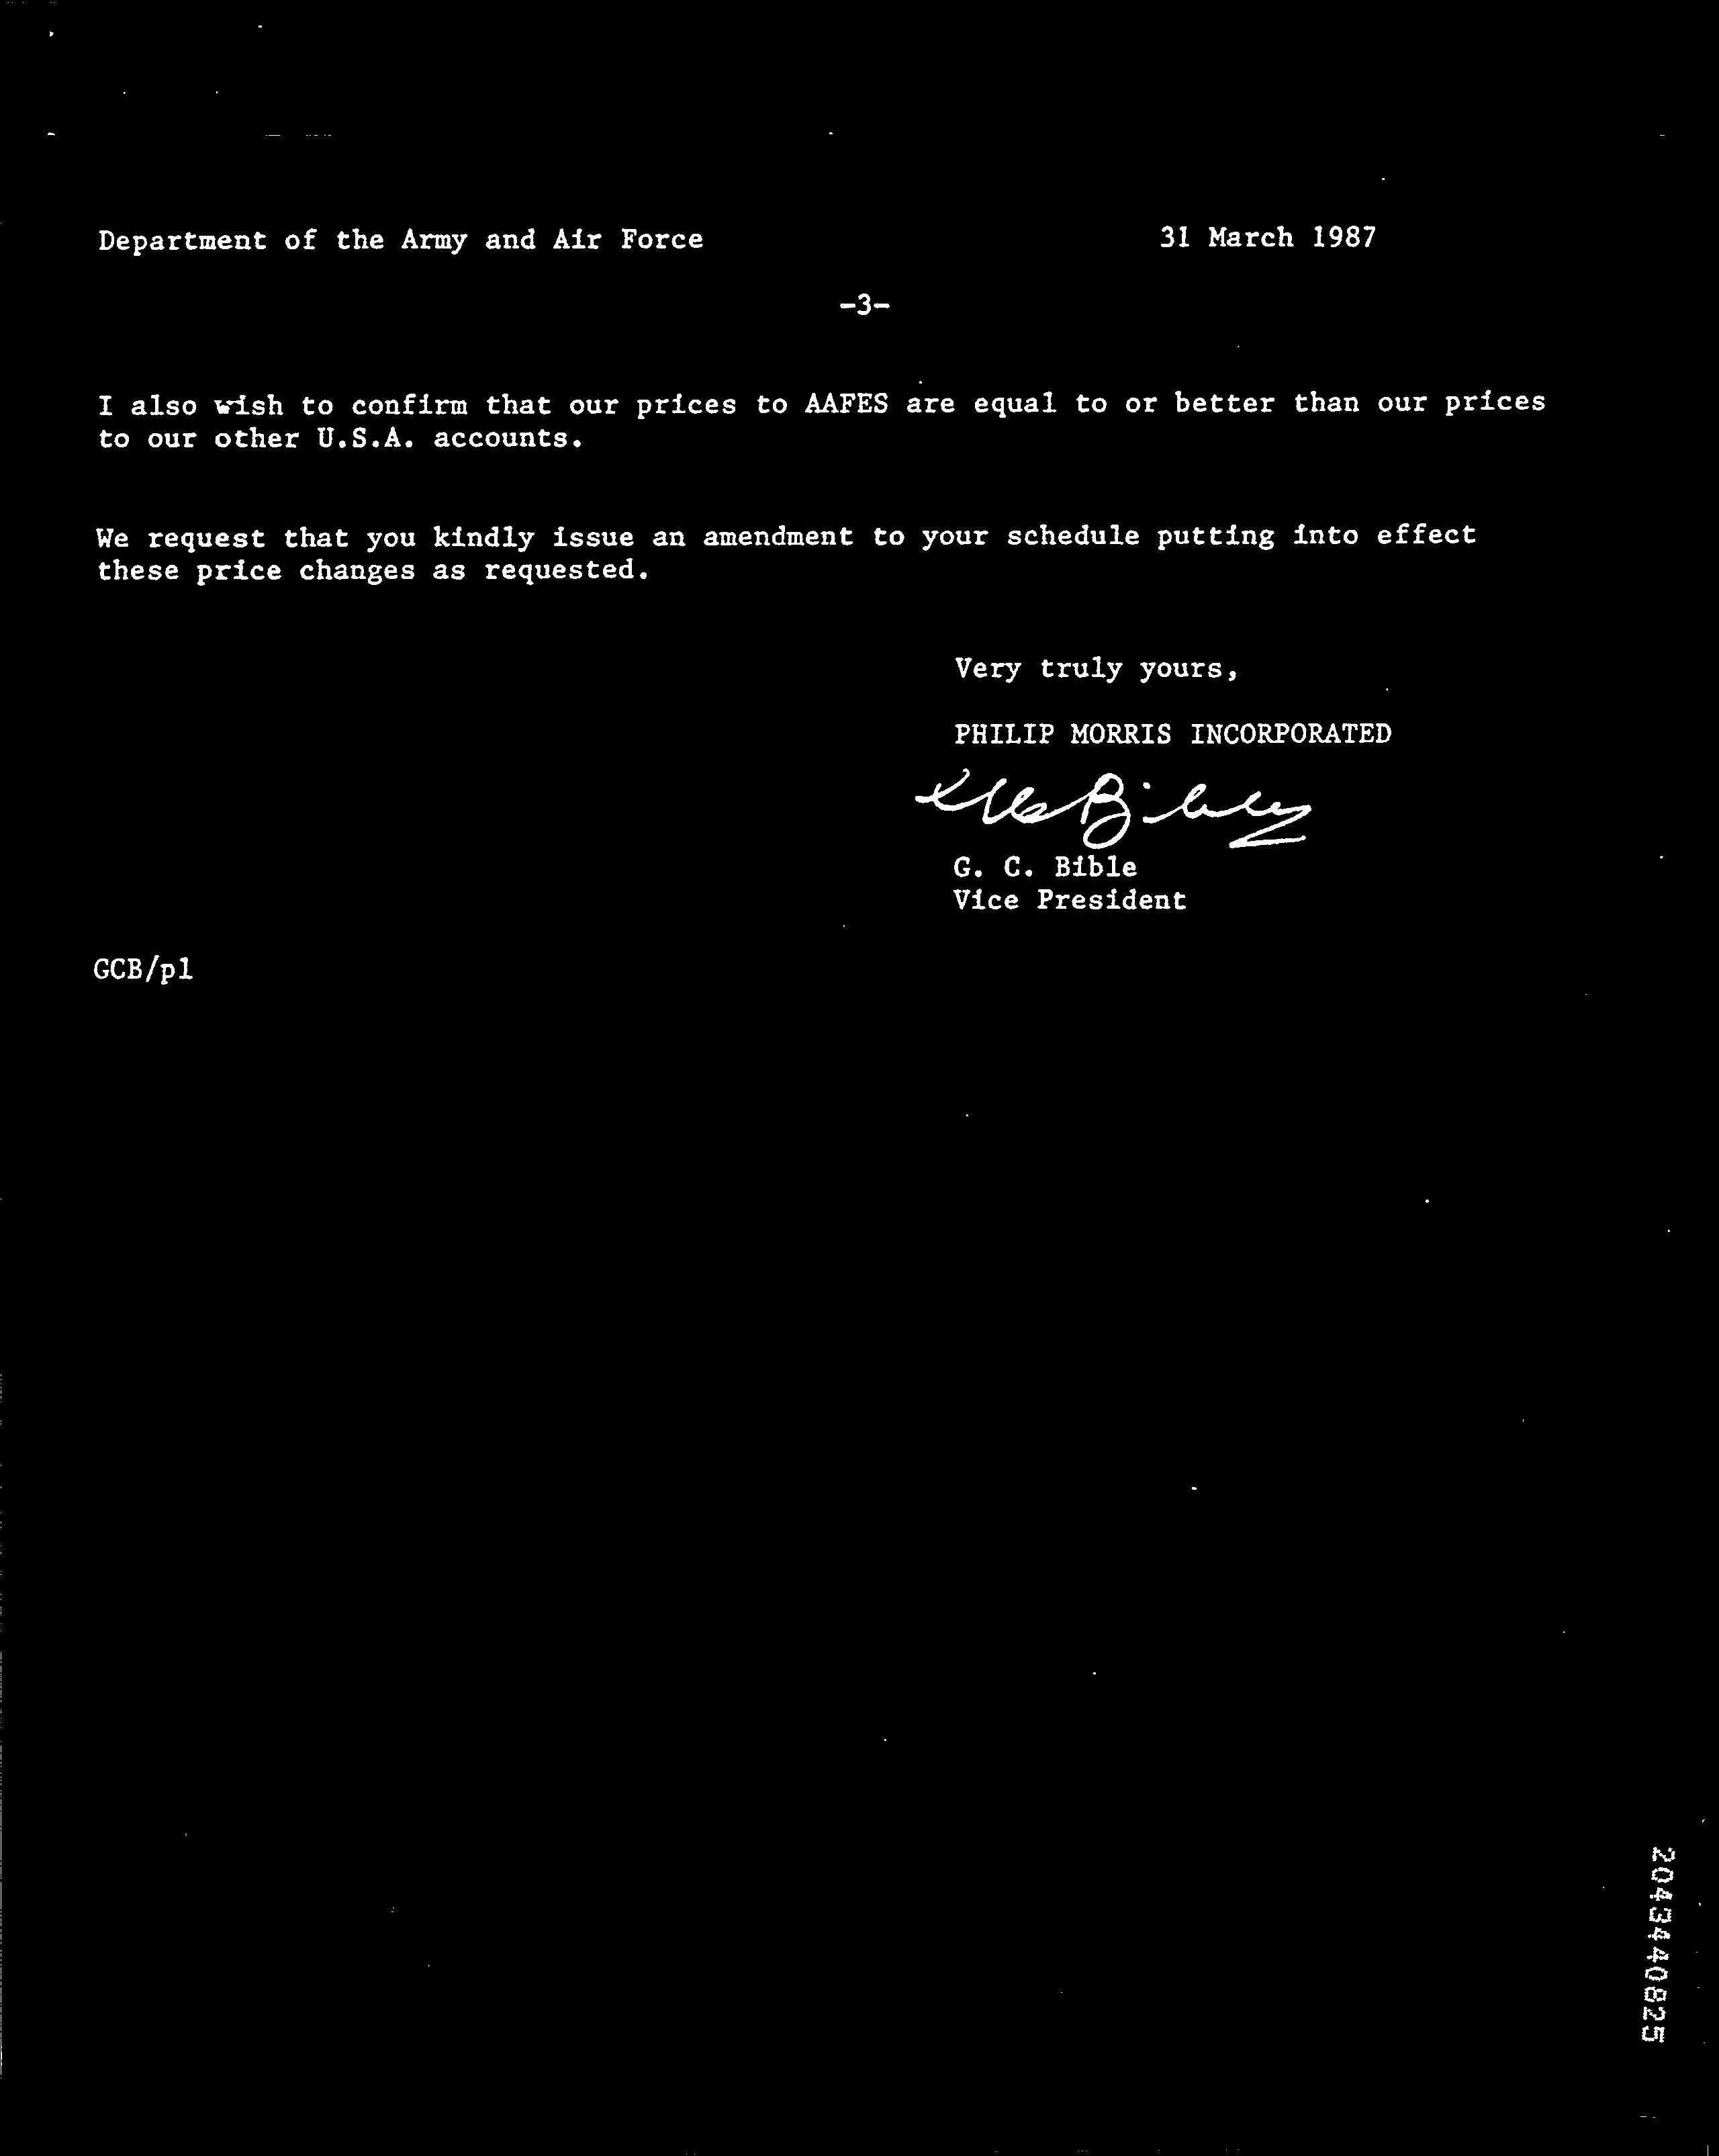 Department of the Army and Air Force 31 March 1987
-3-
I also wish to confirm that our prices to AAFES are equal to or better than our prices
to our other U.S.A. accounts.
We request that you kindly issue an amendment to your schedule putting into effect
these price changes as requested.
Very truly yours,
PHILIP MORRIS INCORPORATED
G. C. Bible
Vice President
GCB/pl
2043440825